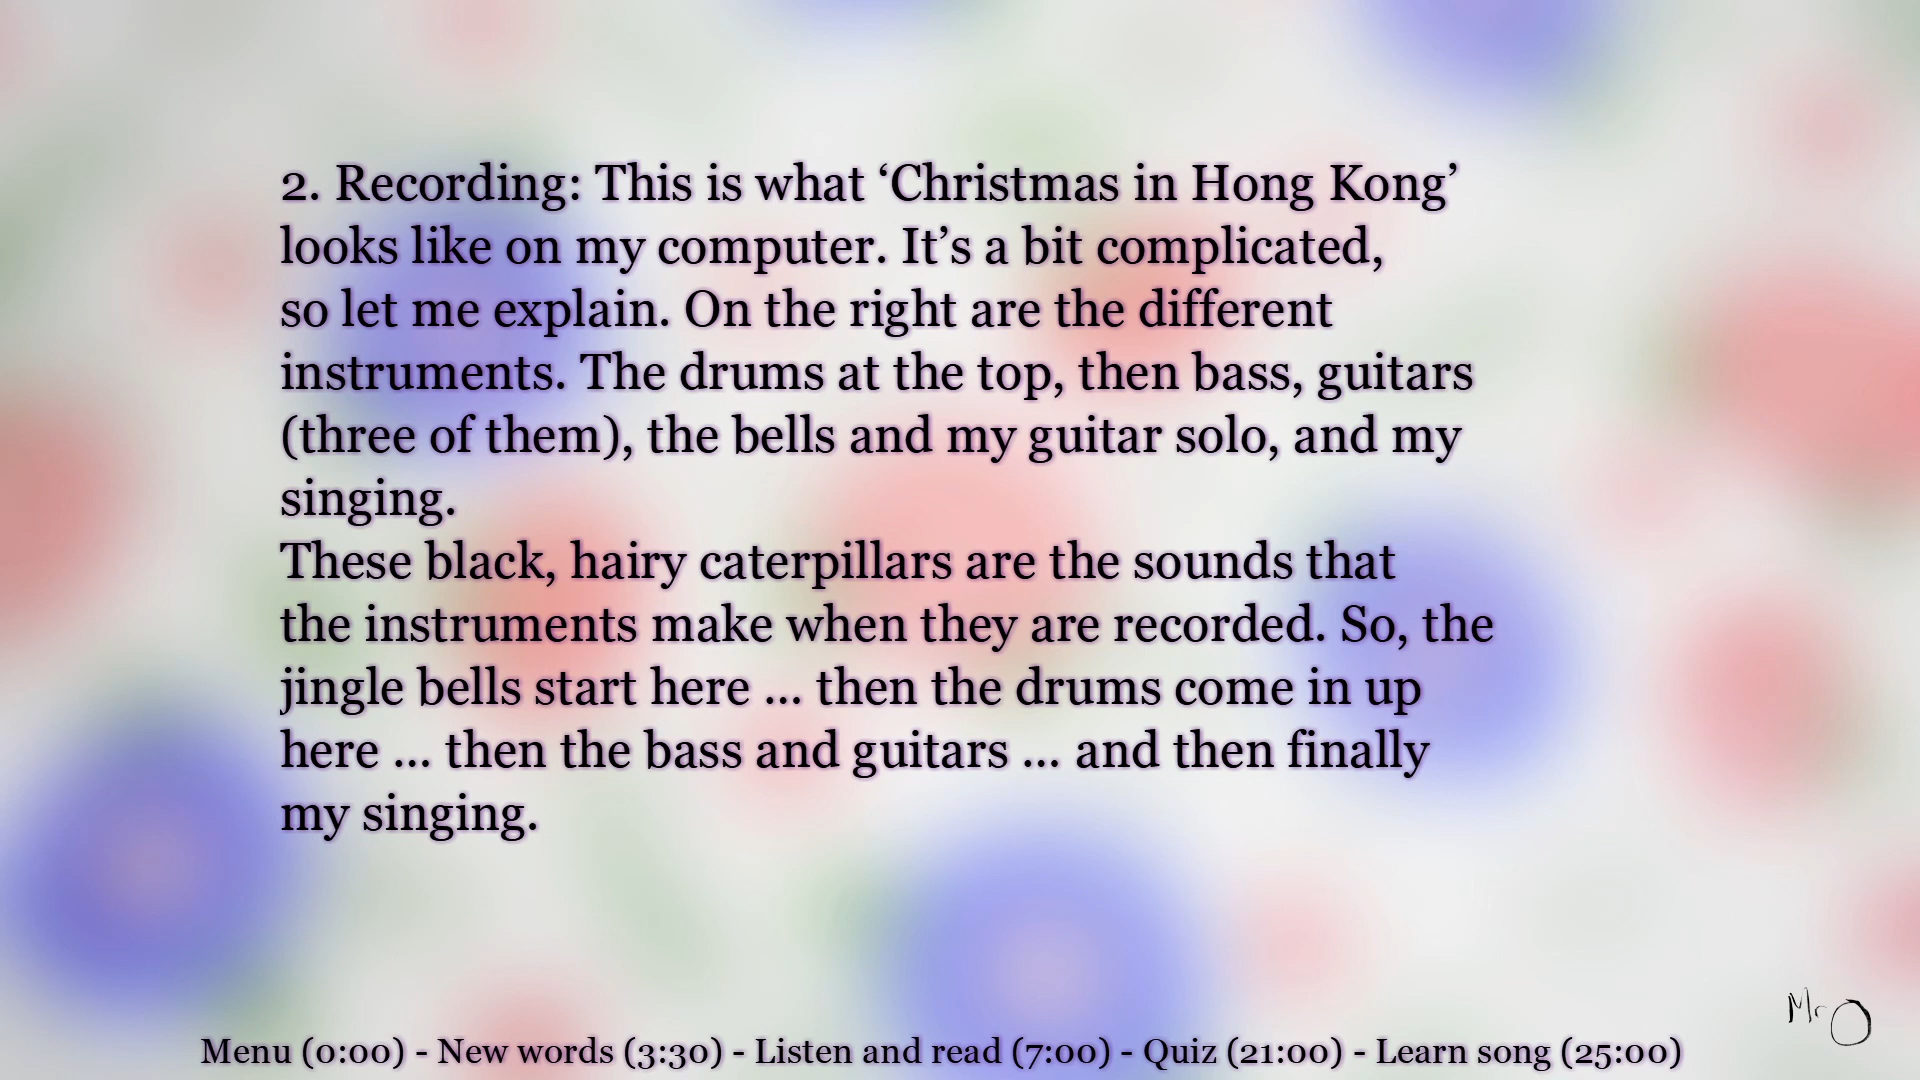 2. Recording: This is what ‘Christmas in Hong Kong’
looks like on my computer. It’s a bit complicated,
so let me explain. On the right are the different
instruments. The drums at the top, then bass, guitars
(three of them), the bells and my guitar solo, and my
singing.
These black, hairy caterpillars are the sounds that
the instruments make when they are recorded. So, the
jingle bells start here ... then the drums come in up
here ... then the bass and guitars ... and then finally
my singing.
Mr O
Menu (0:00) - New words (3:30) - Listen and read (7:00) - Quiz (21:00) - Learn song (25:00)